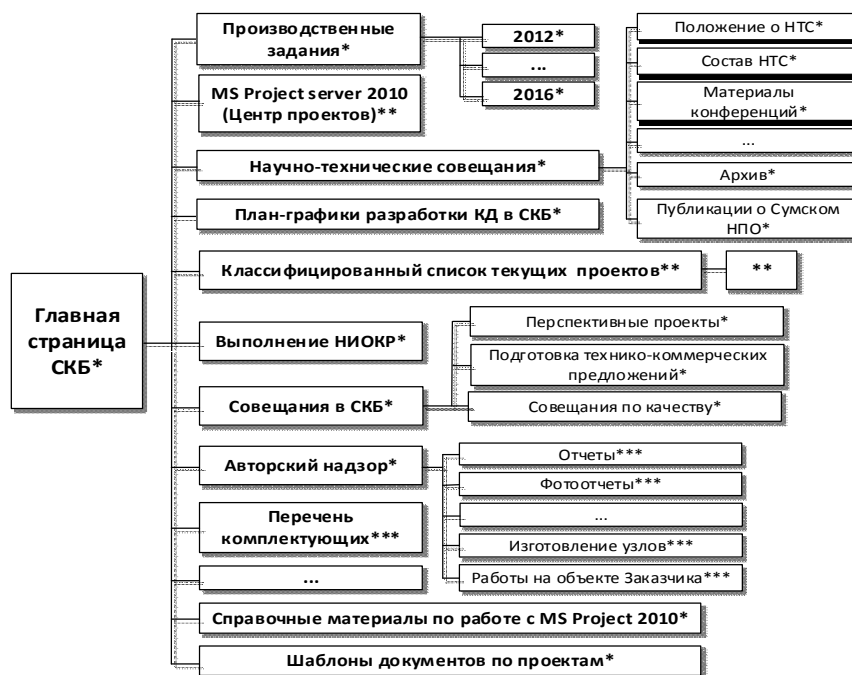 Главная
страница
СКБ*
Производственные
задания*
2012*
...
2016*
MS Project server 2010
(Центр проектов)**
Научно-технические совещания*
Положение о НТС*
Состав НТС*
Материалы
конференций*
...
Архив*
Публикации о Сумском
НПО*
План-графики разработки КД в СКБ*
Классифицированный список текущих проектов**
**
Выполнение НИОКР*
Совещания в СКБ*
Перспективные проекты*
Подготовка технико-коммерческих
предложений*
Совещания по качеству*
Авторский надзор*
Отчеты***
Фотоотчеты***
...
Изготовление узлов***
Работы на объекте Заказчика***
Перечень
комплектующих***
...
Справочные материалы по работе с MS Project 2010*
Шаблоны документов по проектам*